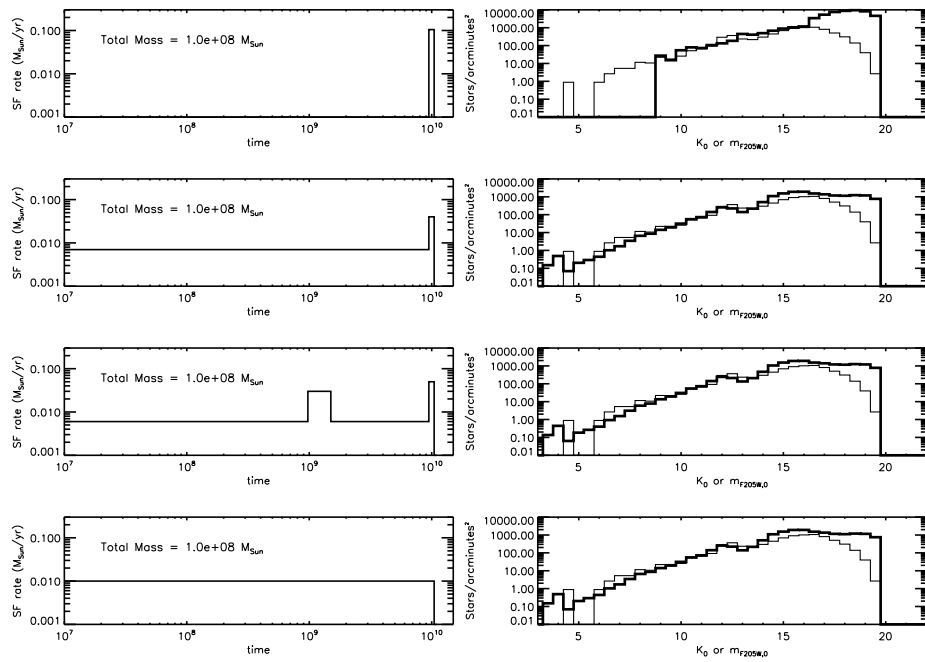 SF rate (M_Sun/yr)
0.100
0.010
0.001
Total Mass = 1.0e+08 M_Sun
10^7 10^8 10^9 10^10
time
Stars/arcminutes²
10000.00
1000.00
100.00
10.00
1.00
0.10
0.01
5 10 15 20
K_0 or m_F205W,0
SF rate (M_Sun/yr)
0.100
0.010
0.001
Total Mass = 1.0e+08 M_Sun
10^7 10^8 10^9 10^10
time
Stars/arcminutes²
10000.00
1000.00
100.00
10.00
1.00
0.10
0.01
5 10 15 20
K_0 or m_F205W,0
SF rate (M_Sun/yr)
0.100
0.010
0.001
Total Mass = 1.0e+08 M_Sun
10^7 10^8 10^9 10^10
time
Stars/arcminutes²
10000.00
1000.00
100.00
10.00
1.00
0.10
0.01
5 10 15 20
K_0 or m_F205W,0
SF rate (M_Sun/yr)
0.100
0.010
0.001
Total Mass = 1.0e+08 M_Sun
10^7 10^8 10^9 10^10
time
Stars/arcminutes²
10000.00
1000.00
100.00
10.00
1.00
0.10
0.01
5 10 15 20
K_0 or m_F205W,0